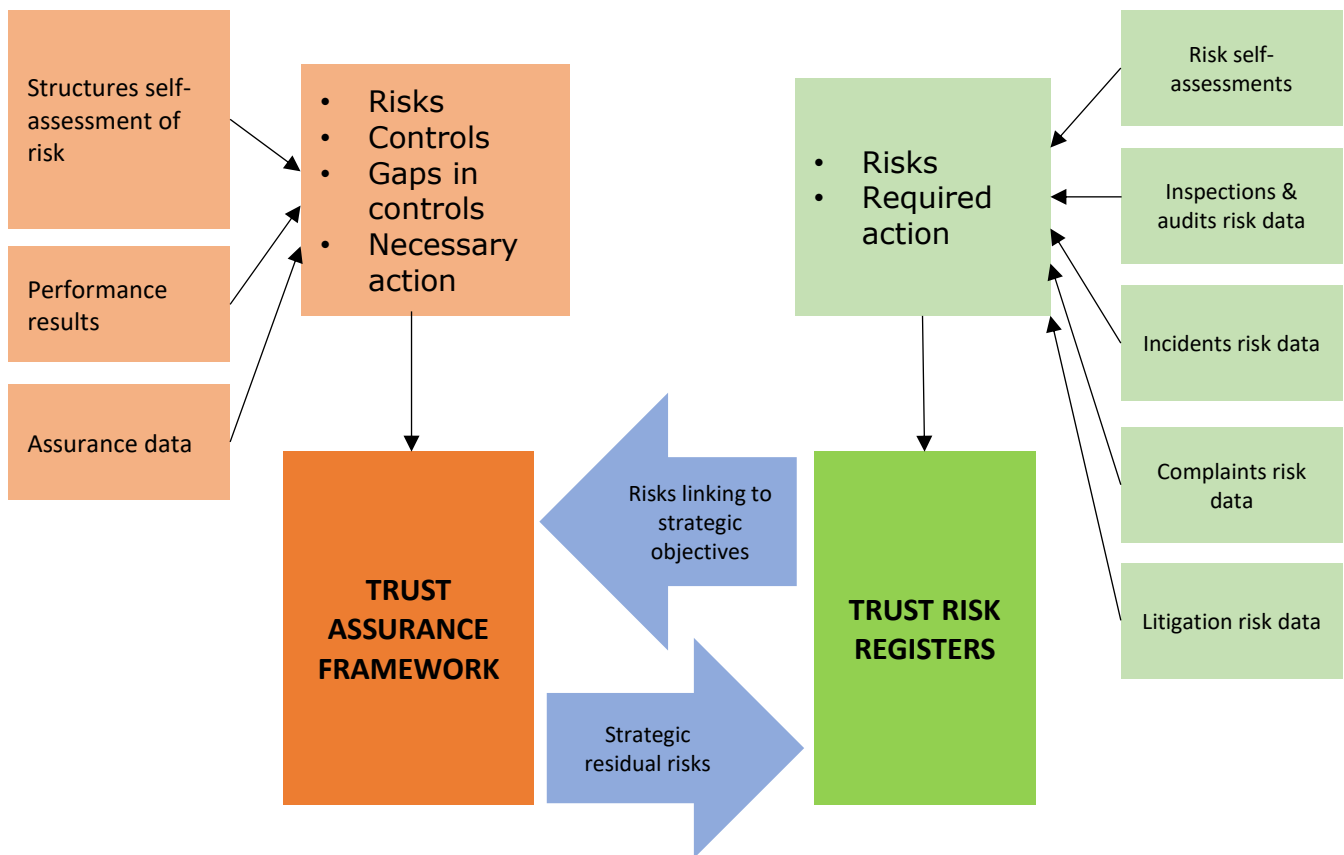 Structures self-
assessment of
risk
Performance
results
Assurance data
• Risks
• Controls
• Gaps in
controls
• Necessary
action
TRUST
ASSURANCE
FRAMEWORK
Risks linking to
strategic
objectives
Strategic
residual risks
• Risks
• Required
action
TRUST RISK
REGISTERS
Risk self-
assessments
Inspections &
audits risk data
Incidents risk data
Complaints risk
data
Litigation risk data